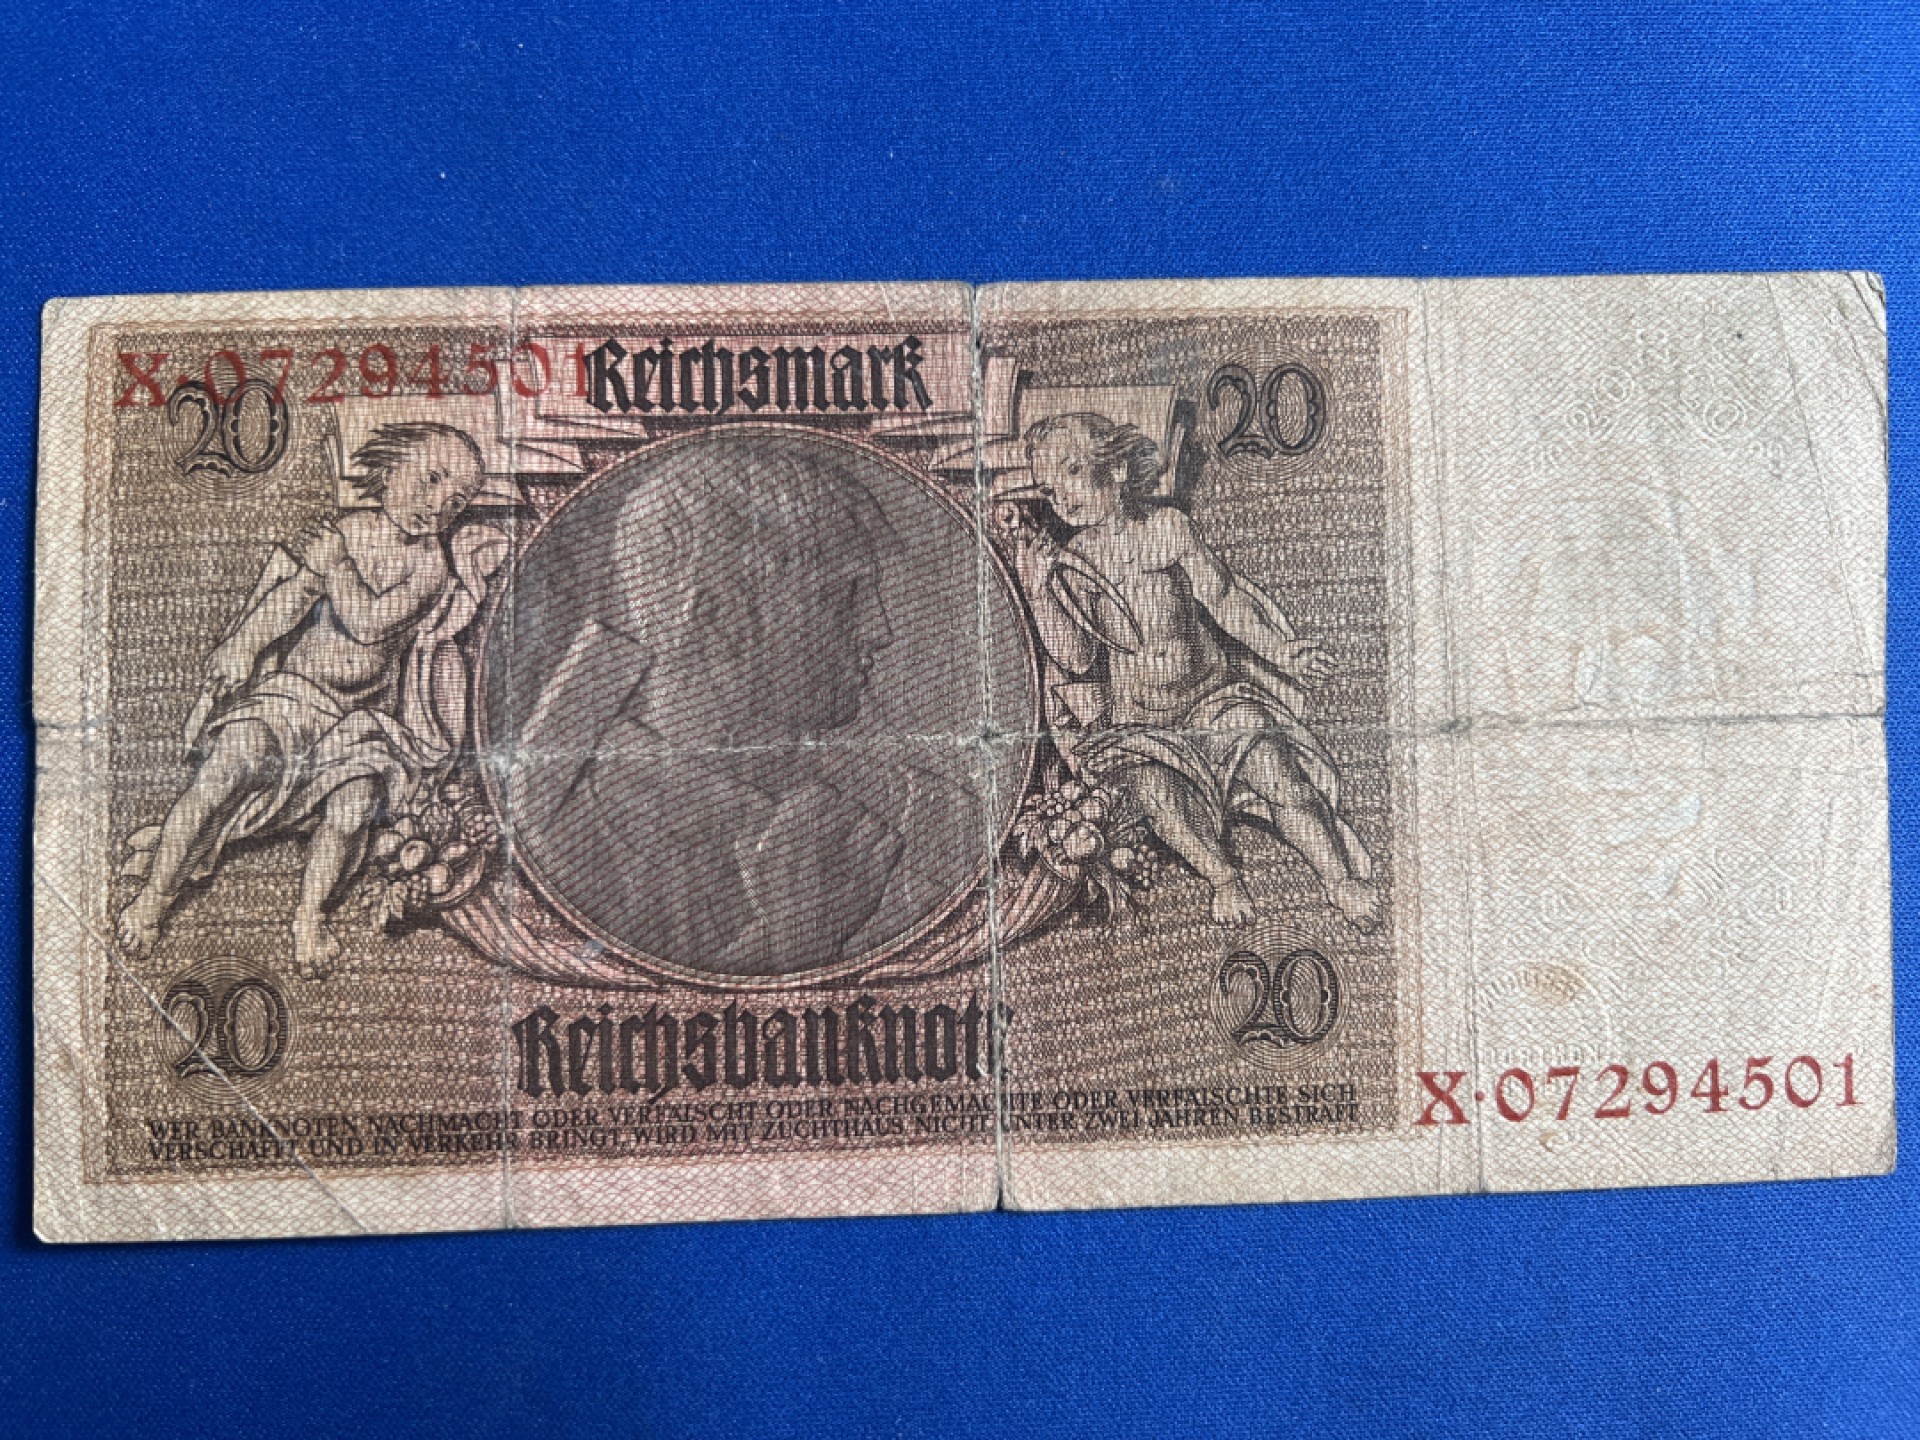 X·07294501
Reichsmark
20
20
20
20
Reichsbanknote
WER BANKNOTEN NACHMACHT ODER VERFÄLSCHT ODER NACHGEMACHTE ODER VERFÄLSCHTE SICH
VERSCHAFFT UND IN VERKEHR BRINGT, WIRD MIT ZUCHTHAUS NICHT UNTER ZWEI JAHREN BESTRAFT
X·07294501